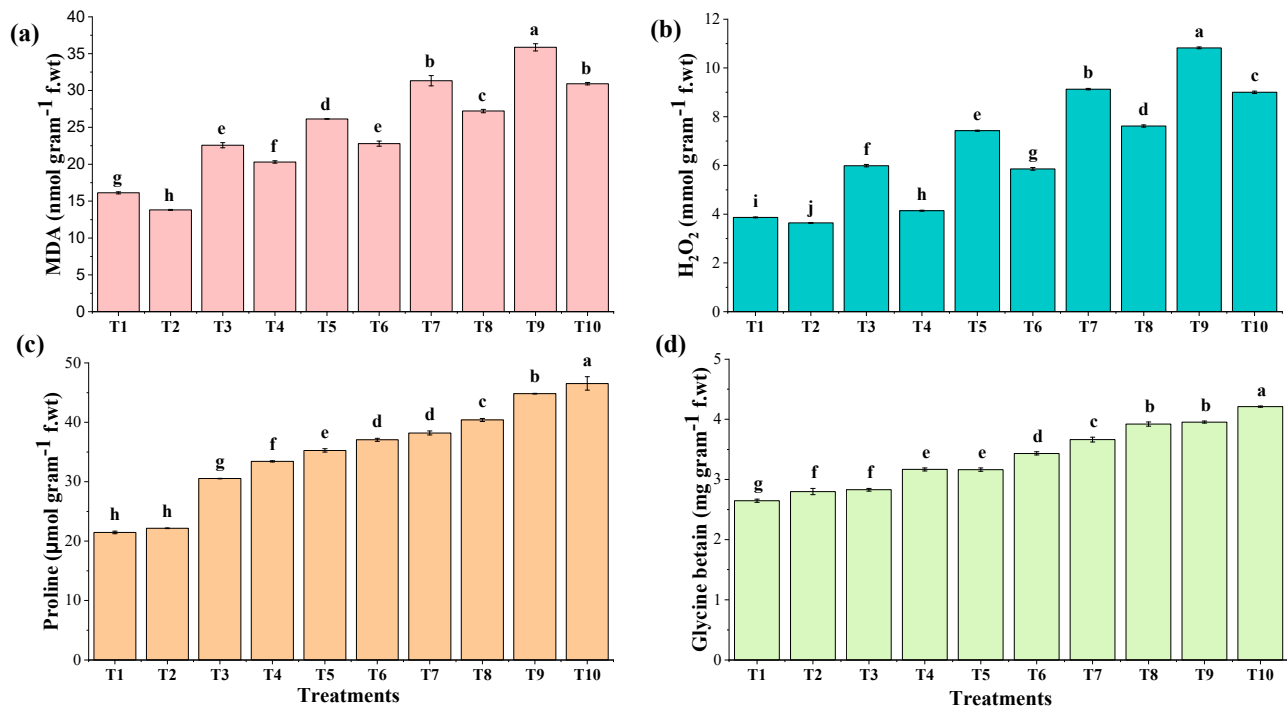 (a)
MDA (nmol gram⁻¹ f.wt)
40
35
30
25
20
15
10
5
0
g
h
e
f
d
e
b
c
a
b
T1 T2 T3 T4 T5 T6 T7 T8 T9 T10
(b)
H₂O₂ (mmol gram⁻¹ f.wt)
12
10
8
6
4
2
0
i
j
f
h
e
g
b
d
a
c
T1 T2 T3 T4 T5 T6 T7 T8 T9 T10
(c)
Proline (µmol gram⁻¹ f.wt)
50
40
30
20
10
0
h
h
g
f
e
d
d
c
b
a
T1 T2 T3 T4 T5 T6 T7 T8 T9 T10
Treatments
(d)
Glycine betain (mg gram⁻¹ f.wt)
5
4
3
2
1
0
g
f
f
e
e
d
c
b
b
a
T1 T2 T3 T4 T5 T6 T7 T8 T9 T10
Treatments